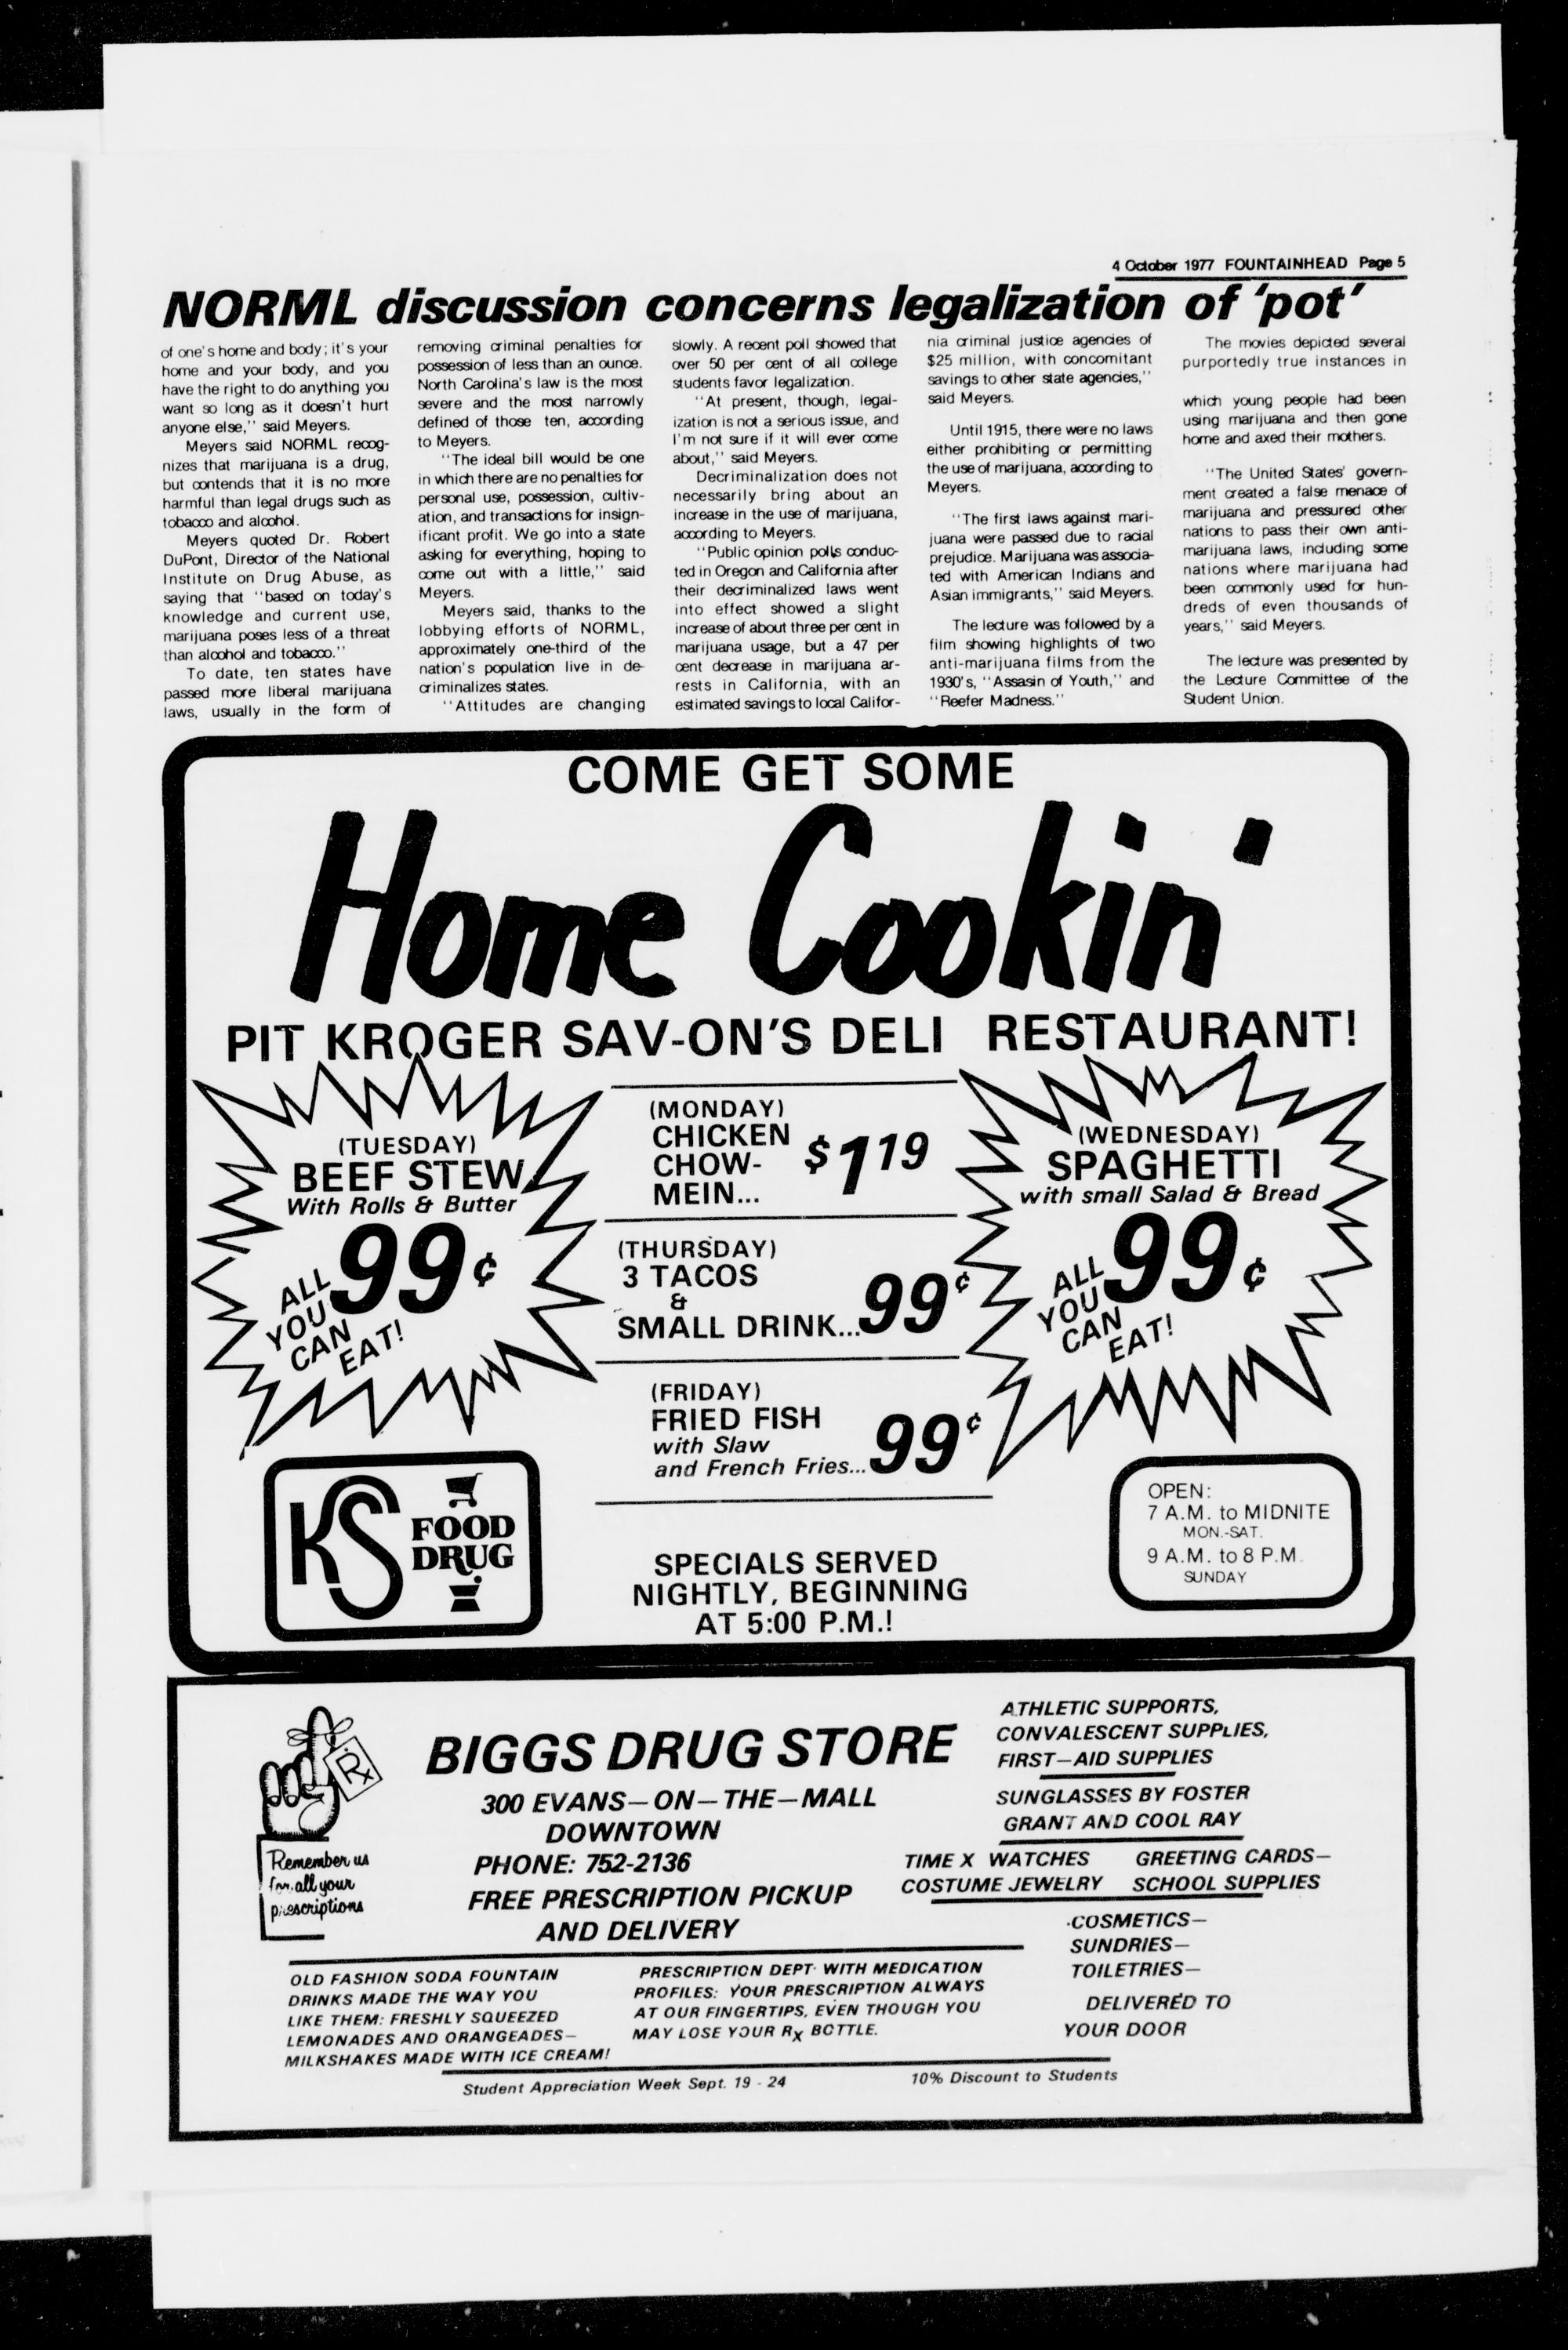 4 October 1977 FOUNTAINHEAD Page 5
NORML discussion concerns legalization of 'pot'
of one's home and body; it's your
home and your body, and you
have the right to do anything you
want so long as it doesn't hurt
anyone else,'' said Meyers.
Meyers said NORML recog-
nizes that marijuana is a drug,
but contends that it is no more
harmful than legal drugs such as
tobacco and alcohol.
Meyers quoted Dr. Robert
DuPont, Director of the National
Institute on Drug Abuse, as
saying that ''based on today's
knowledge and current use,
marijuana poses less of a threat
than alcohol and tobacco.''
To date, ten states have
passed more liberal marijuana
laws, usually in the form of
removing criminal penalties for
possession of less than an ounce.
North Carolina's law is the most
severe and the most narrowly
defined of those ten, according
to Meyers.
''The ideal bill would be one
in which there are no penalties for
personal use, possession, cultiv-
ation, and transactions for insign-
ificant profit. We go into a state
asking for everything, hoping to
come out with a little,'' said
Meyers.
Meyers said, thanks to the
lobbying efforts of NORML,
approximately one-third of the
nation's population live in de-
criminalizes states.
''Attitudes are changing
slowly. A recent poll showed that
over 50 per cent of all college
students favor legalization.
''At present, though, legal-
ization is not a serious issue, and
I'm not sure if it will ever come
about,'' said Meyers.
Decriminalization does not
necessarily bring about an
increase in the use of marijuana,
according to Meyers.
''Public opinion polls conduc-
ted in Oregon and California after
their decriminalized laws went
into effect showed a slight
increase of about three per cent in
marijuana usage, but a 47 per
cent decrease in marijuana ar-
rests in California, with an
estimated savings to local Califor-
nia criminal justice agencies of
$25 million, with concomitant
savings to other state agencies,''
said Meyers.
Until 1915, there were no laws
either prohibiting or permitting
the use of marijuana, according to
Meyers.
''The first laws against mari-
juana were passed due to racial
prejudice. Marijuana was associa-
ted with American Indians and
Asian immigrants,'' said Meyers.
The lecture was followed by a
film showing highlights of two
anti-marijuana films from the
1930's, ''Assasin of Youth,'' and
''Reefer Madness.''
The movies depicted several
purportedly true instances in
which young people had been
using marijuana and then gone
home and axed their mothers.
''The United States' govern-
ment created a false menace of
marijuana and pressured other
nations to pass their own anti-
marijuana laws, including some
nations where marijuana had
been commonly used for hun-
dreds of even thousands of
years,'' said Meyers.
The lecture was presented by
the Lecture Committee of the
Student Union.
COME GET SOME
Home Cookin'
PIT KROGER SAV-ON'S DELI RESTAURANT!
(TUESDAY)
BEEF STEW
With Rolls & Butter
99¢
ALL
YOU
CAN
EAT!
(MONDAY)
CHICKEN
CHOW-
MEIN...
$1 19
(THURSDAY)
3 TACOS
&
SMALL DRINK...99¢
(FRIDAY)
FRIED FISH
with Slaw
and French Fries...99¢
(WEDNESDAY)
SPAGHETTI
with small Salad & Bread
99¢
ALL
YOU
CAN
EAT!
KS
FOOD
DRUG
SPECIALS SERVED
NIGHTLY, BEGINNING
AT 5:00 P.M.!
OPEN:
7 A.M. to MIDNITE
MON.-SAT.
9 A.M. to 8 P.M.
SUNDAY
Rx
Remember us
for all your
prescriptions
BIGGS DRUG STORE
300 EVANS—ON—THE—MALL
DOWNTOWN
PHONE: 752-2136
FREE PRESCRIPTION PICKUP
AND DELIVERY
ATHLETIC SUPPORTS,
CONVALESCENT SUPPLIES,
FIRST—AID SUPPLIES
SUNGLASSES BY FOSTER
GRANT AND COOL RAY
TIME X WATCHES
COSTUME JEWELRY
GREETING CARDS—
SCHOOL SUPPLIES
COSMETICS—
SUNDRIES—
TOILETRIES—
DELIVERED TO
YOUR DOOR
OLD FASHION SODA FOUNTAIN
DRINKS MADE THE WAY YOU
LIKE THEM: FRESHLY SQUEEZED
LEMONADES AND ORANGEADES—
MILKSHAKES MADE WITH ICE CREAM!
PRESCRIPTION DEPT. WITH MEDICATION
PROFILES: YOUR PRESCRIPTION ALWAYS
AT OUR FINGERTIPS, EVEN THOUGH YOU
MAY LOSE YOUR Rx BOTTLE.
Student Appreciation Week Sept. 19 - 24
10% Discount to Students